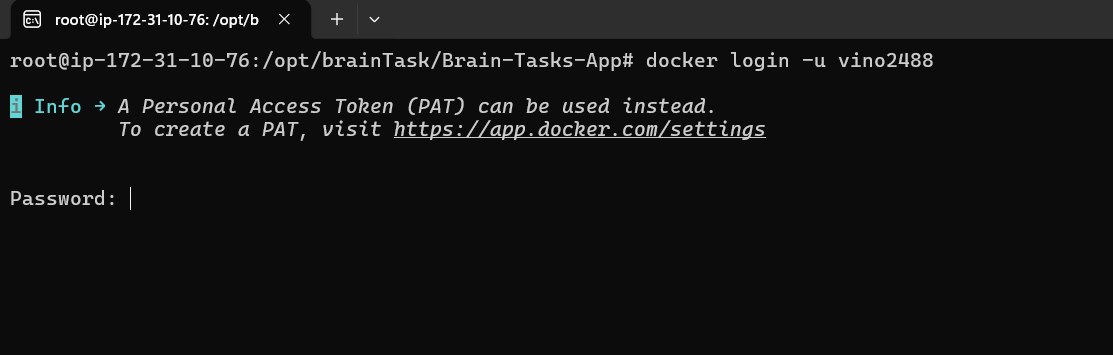 root@ip-172-31-10-76: /opt/b
root@ip-172-31-10-76:/opt/brainTask/Brain-Tasks-App# docker login -u vino2488
i Info → A Personal Access Token (PAT) can be used instead.
To create a PAT, visit https://app.docker.com/settings
Password: